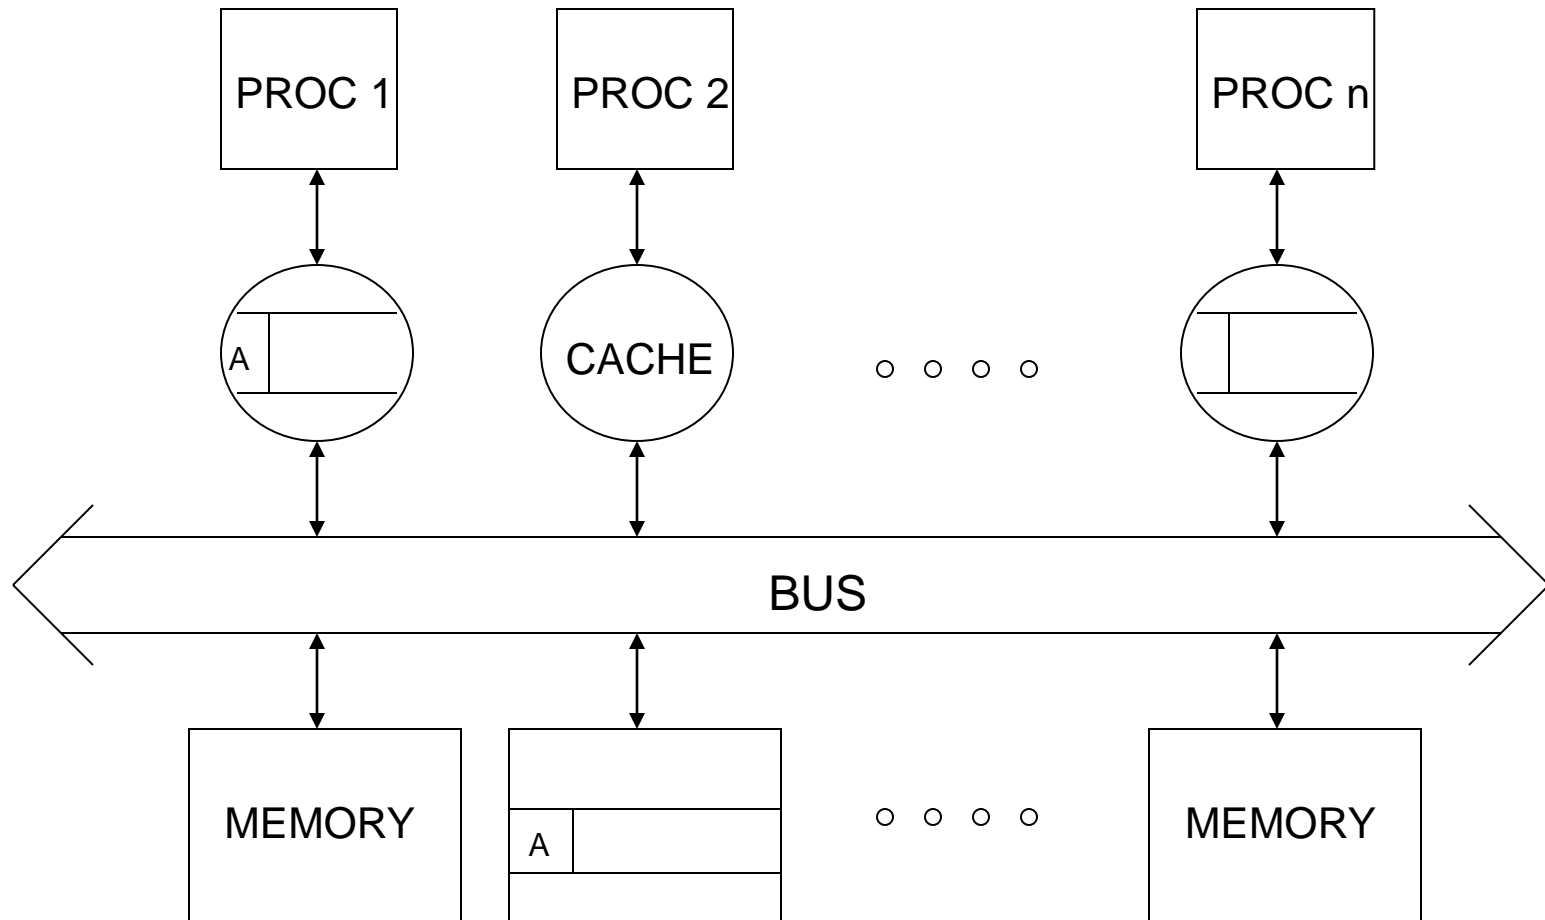 PROC 1
PROC 2
PROC n
A
CACHE
BUS
MEMORY
A
MEMORY